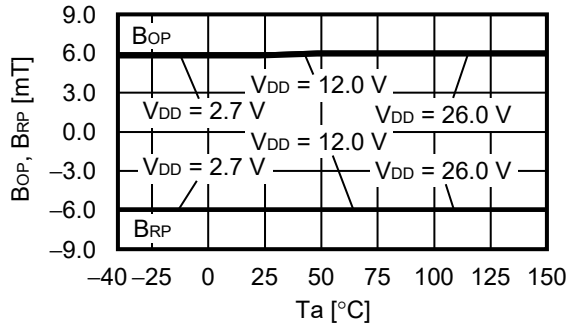 9.0
BOP
6.0
VDD = 12.0 V
3.0
VDD = 2.7 V
VDD = 26.0 V
0.0
VDD = 12.0 V
VDD = 2.7 V
VDD = 26.0 V
−3.0
−6.0
BRP
−9.0
BOP, BRP [mT]
−40 −25 0 25 50 75 100 125 150
Ta [°C]